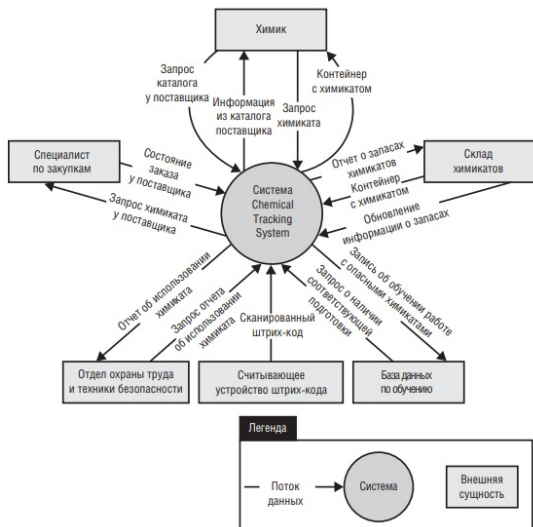 Химик
Запрос
каталога
у поставщика
Информация
из каталога
поставщика
Запрос
химиката
Контейнер
с химикатом
Специалист
по закупкам
Состояние
заказа
у поставщика
Запрос химиката
у поставщика
Система
Chemical
Tracking
System
Отчет о запасах
химикатов
Контейнер
с химикатом
Обновление
информации о запасах
Склад
химикатов
Отчет об использовании
химиката
Запрос отчета
об использовании
химиката
Сканированный
штрих-код
Запрос о наличии
соответствующей
подготовки
Запись об обучении работе
с опасными химикатами
Отдел охраны труда
и техники безопасности
Считывающее
устройство штрих-кода
База данных
по обучению
Легенда
Поток
данных
Система
Внешняя
сущность